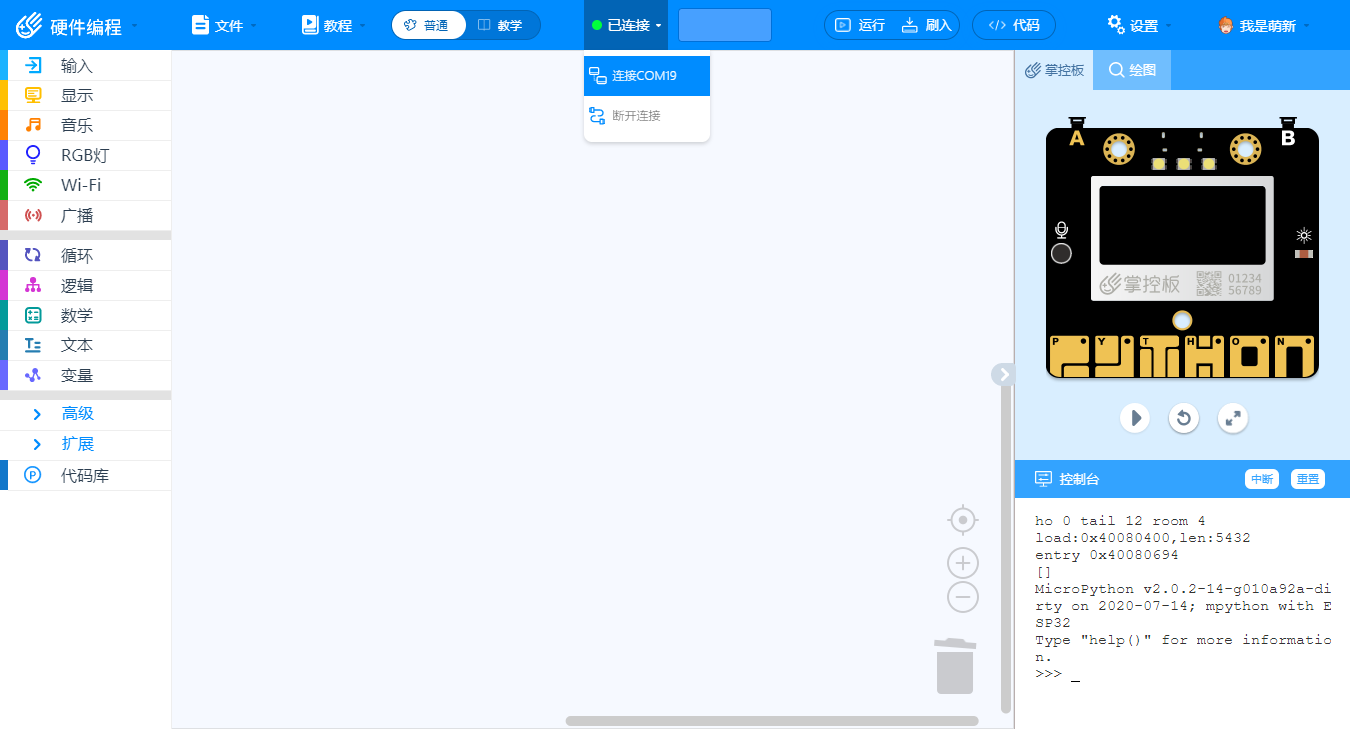 硬件编程
文件
教程
普通
教学
已连接
运行
刷入
代码
设置
我是萌新
连接COM19
断开连接
输入
显示
音乐
RGB灯
Wi-Fi
广播
循环
逻辑
数学
文本
变量
高级
扩展
代码库
掌控板
绘图
A
B
掌控板
01234
56789
P Y T H O N
控制台
中断
重置
ho 0 tail 12 room 4
load:0x40080400,len:5432
entry 0x40080694
[]
MicroPython v2.0.2-14-g010a92a-di
rty on 2020-07-14; mpython with E
SP32
Type "help()" for more informatio
n.
>>> _